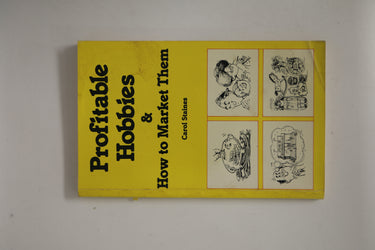 Profitable
Hobbies
&
How to Market Them
Carol Staines